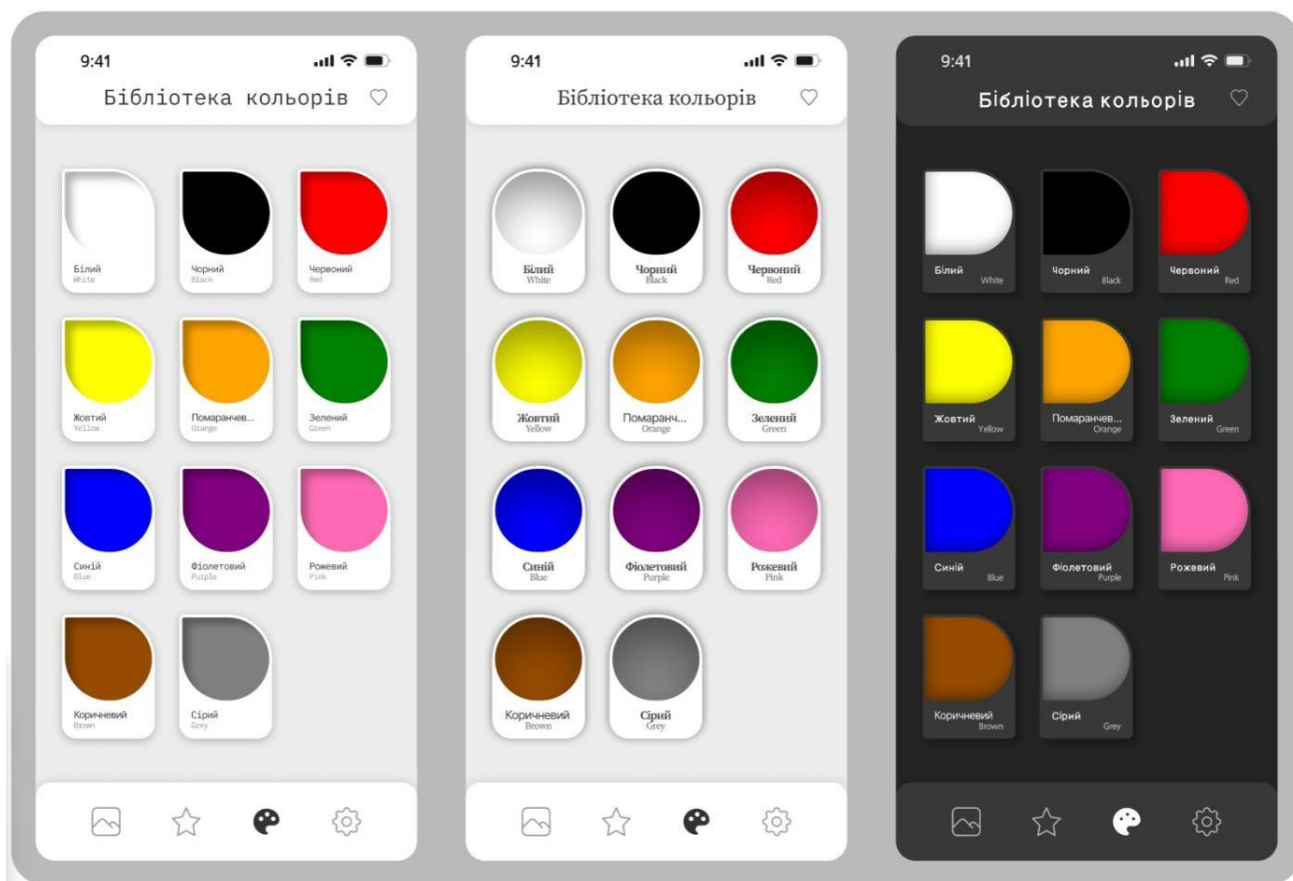 9:41
Бібліотека кольорів
Білий
White
Чорний
Black
Червоний
Red
Жовтий
Yellow
Помаранчев...
Orange
Зелений
Green
Синій
Blue
Фіолетовий
Purple
Рожевий
Pink
Коричневий
Brown
Сірий
Grey
9:41
Бібліотека кольорів
Білий
White
Чорний
Black
Червоний
Red
Жовтий
Yellow
Помаранч...
Orange
Зелений
Green
Синій
Blue
Фіолетовий
Purple
Рожевий
Pink
Коричневий
Brown
Сірий
Grey
9:41
Бібліотека кольорів
Білий
White
Чорний
Black
Червоний
Red
Жовтий
Yellow
Помаранчев...
Orange
Зелений
Green
Синій
Blue
Фіолетовий
Purple
Рожевий
Pink
Коричневий
Brown
Сірий
Grey